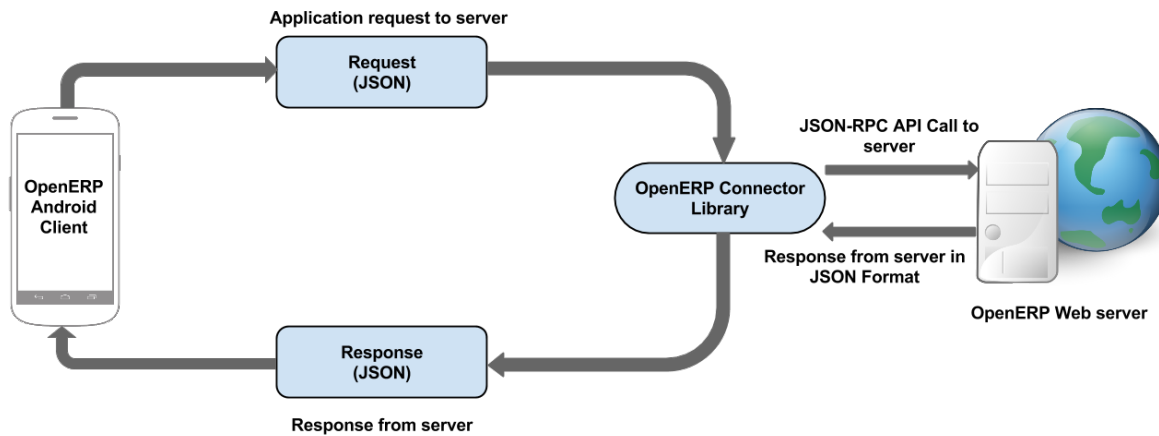 Application request to server
Request
(JSON)
JSON-RPC API Call to
server
OpenERP
Android
Client
OpenERP Connector
Library
Response from server in
JSON Format
OpenERP Web server
Response
(JSON)
Response from server